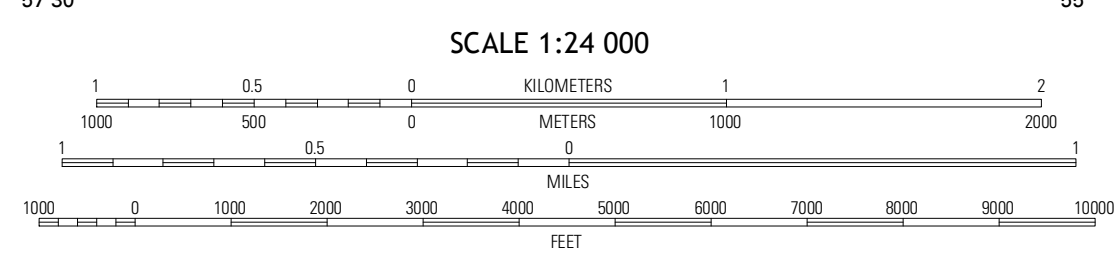 57'30" 55'
SCALE 1:24 000
1 0.5 0 KILOMETERS 1 2
1000 500 0 METERS 1000 2000
1 0.5 0 1
MILES
1000 0 1000 2000 3000 4000 5000 6000 7000 8000 9000 10000
FEET